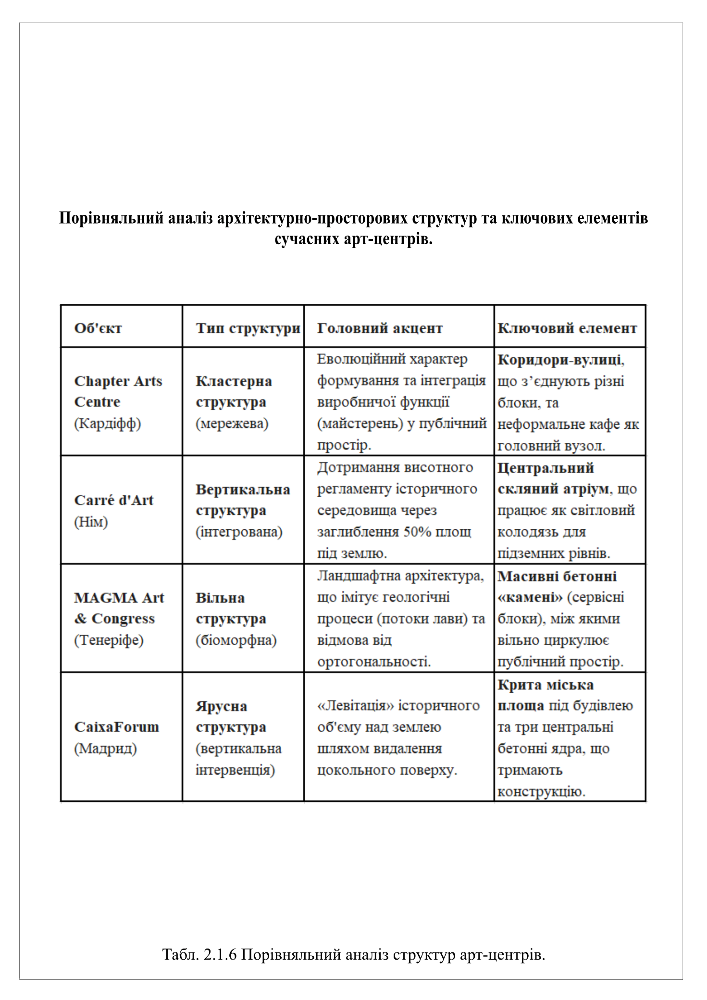 Порівняльний аналіз архітектурно-просторових структур та ключових елементів
сучасних арт-центрів.
Об'єкт
Тип структури
Головний акцент
Ключовий елемент
Chapter Arts
Centre
(Кардіфф)
Кластерна
структура
(мережева)
Еволюційний характер
формування та інтеграція
виробничої функції
(майстерень) у публічний
простір.
Коридори-вулиці,
що з’єднують різні
блоки, та
неформальне кафе як
головний вузол.
Carré d'Art
(Нім)
Вертикальна
структура
(інтегрована)
Дотримання висотного
регламенту історичного
середовища через
заглиблення 50% площ
під землю.
Центральний
скляний атріум, що
працює як світловий
колодязь для
підземних рівнів.
MAGMA Art
& Congress
(Тенеріфе)
Вільна
структура
(біоморфна)
Ландшафтна архітектура,
що імітує геологічні
процеси (потоки лави) та
відмова від
ортогональності.
Масивні бетонні
«камені» (сервісні
блоки), між якими
вільно циркулює
публічний простір.
CaixaForum
(Мадрид)
Ярусна
структура
(вертикальна
інтервенція)
«Левітація» історичного
об'єму над землею
шляхом видалення
цокольного поверху.
Крита міська
площа під будівлею
та три центральні
бетонні ядра, що
тримають
конструкцію.
Табл. 2.1.6 Порівняльний аналіз структур арт-центрів.